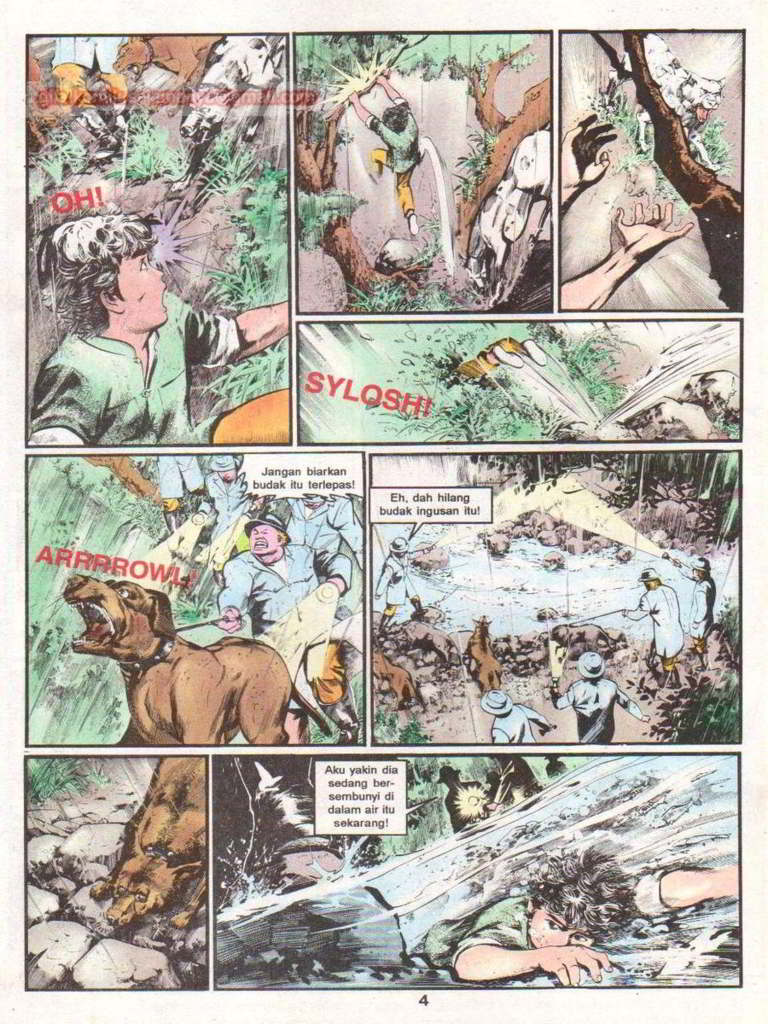 OH!
SYLOSH!
ARRRROWL!
Jangan biarkan
budak itu terlepas!
Eh, dah hilang
budak ingusan itu!
Aku yakin dia
sedang ber-
sembunyi di
dalam air itu
sekarang!
4